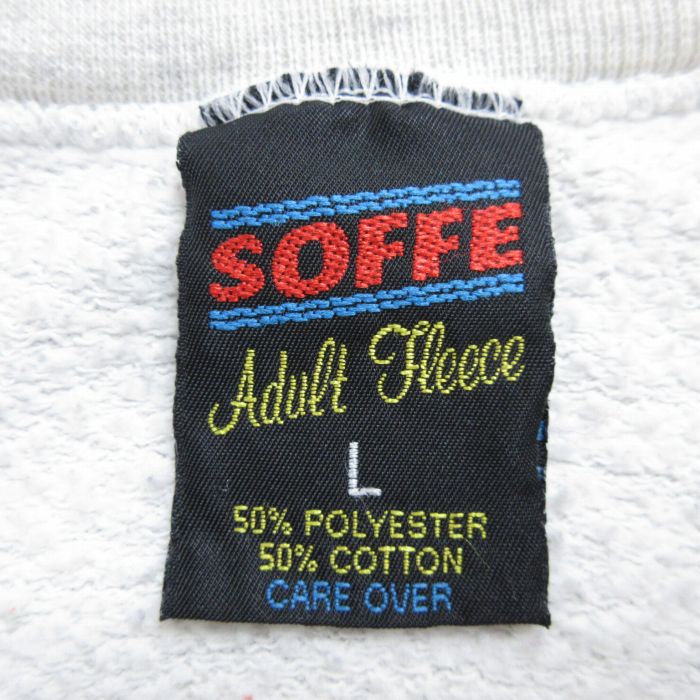 SOFFE
Adult Fleece
L
50% POLYESTER
50% COTTON
CARE OVER